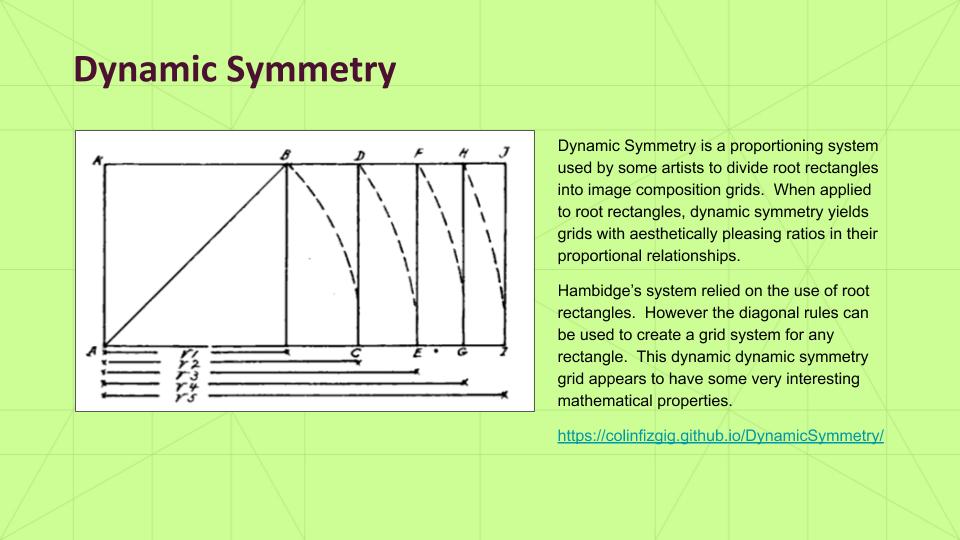 Dynamic Symmetry
K B D F H J
A C E G I
r1
r2
r3
r4
r5
Dynamic Symmetry is a proportioning system
used by some artists to divide root rectangles
into image composition grids.  When applied
to root rectangles, dynamic symmetry yields
grids with aesthetically pleasing ratios in their
proportional relationships.
Hambidge’s system relied on the use of root
rectangles.  However the diagonal rules can
be used to create a grid system for any
rectangle.  This dynamic dynamic symmetry
grid appears to have some very interesting
mathematical properties.
https://colinfizgig.github.io/DynamicSymmetry/